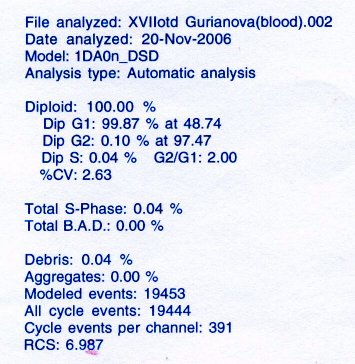 File analyzed: XVIIotd Gurianova(blood).002
Date analyzed: 20-Nov-2006
Model: 1DA0n_DSD
Analysis type: Automatic analysis
Diploid: 100.00 %
Dip G1: 99.87 % at 48.74
Dip G2: 0.10 % at 97.47
Dip S: 0.04 % G2/G1: 2.00
%CV: 2.63
Total S-Phase: 0.04 %
Total B.A.D.: 0.00 %
Debris: 0.04 %
Aggregates: 0.00 %
Modeled events: 19453
All cycle events: 19444
Cycle events per channel: 391
RCS: 6.987